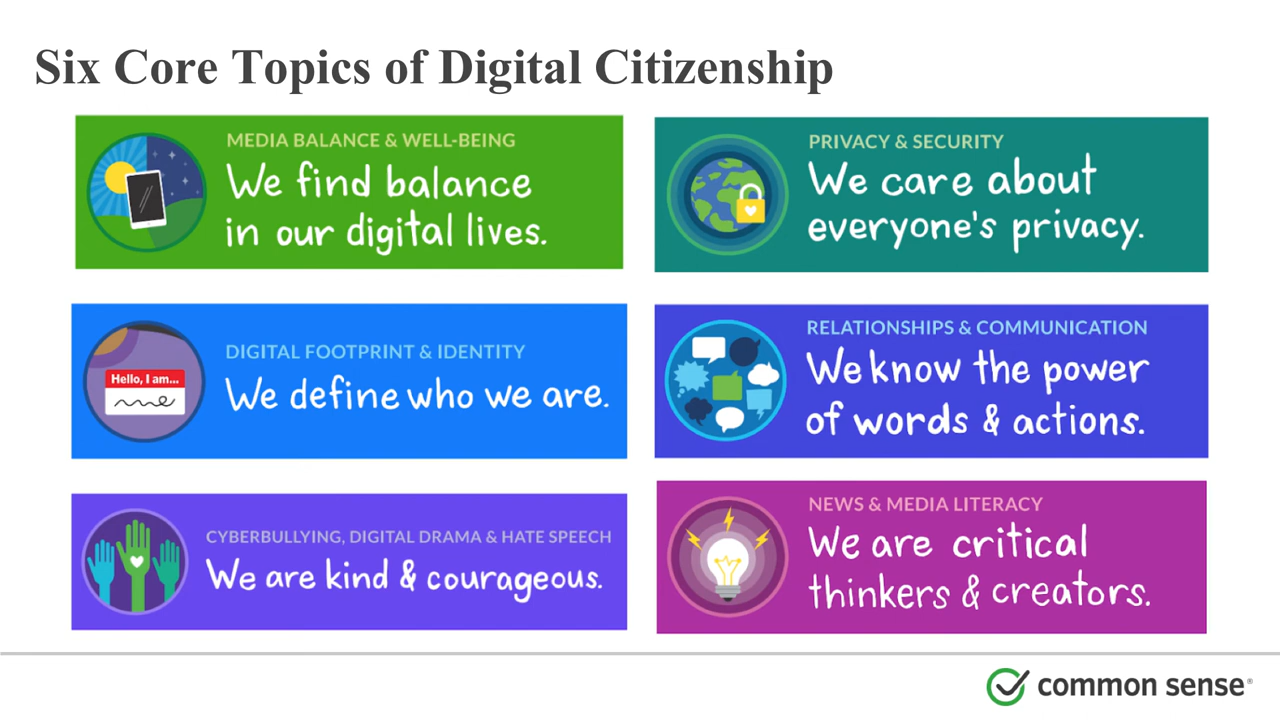 Six Core Topics of Digital Citizenship
MEDIA BALANCE & WELL-BEING
We find balance
in our digital lives.
PRIVACY & SECURITY
We care about
everyone's privacy.
DIGITAL FOOTPRINT & IDENTITY
Hello, I am...
me
We define who we are.
RELATIONSHIPS & COMMUNICATION
We know the power
of words & actions.
CYBERBULLYING, DIGITAL DRAMA & HATE SPEECH
We are kind & courageous.
NEWS & MEDIA LITERACY
We are critical
thinkers & creators.
common sense®